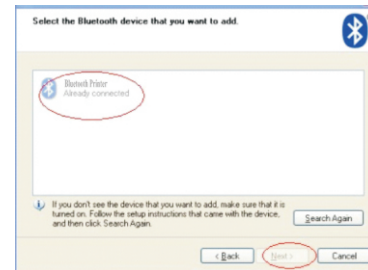 Select the Bluetooth device that you want to add.
Bluetooth Printer
Already connected
If you don't see the device that you want to add, make sure that it is
turned on. Follow the setup instructions that came with the device,
and then click Search Again.
Search Again
< Back
Next >
Cancel